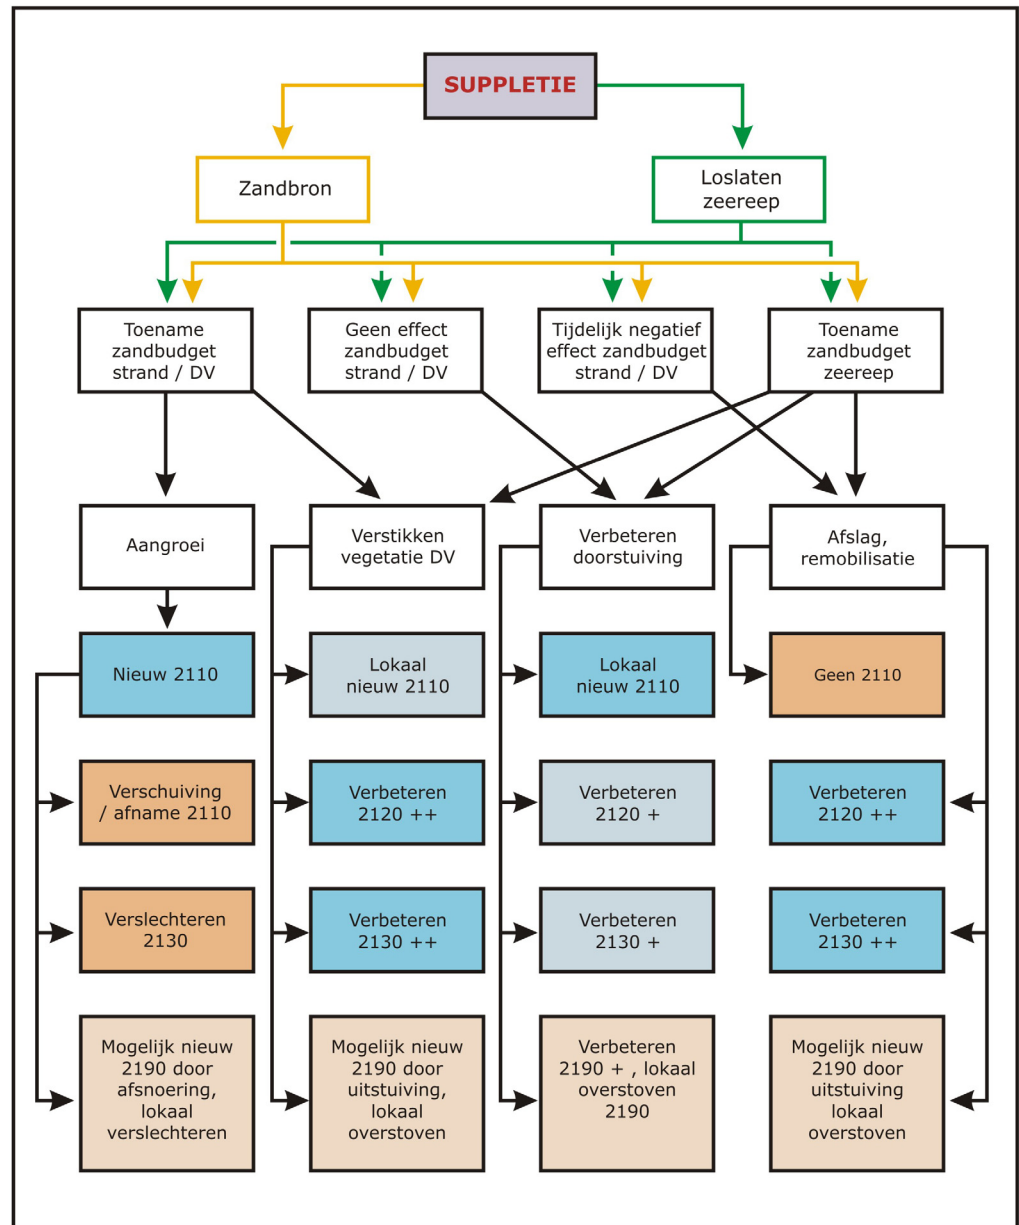 SUPPLETIE
Zandbron
Loslaten
zeereep
Toename
zandbudget
strand / DV
Geen effect
zandbudget
strand / DV
Tijdelijk negatief
effect zandbudget
strand / DV
Toename
zandbudget
zeereep
Aangroei
Verstikken
vegetatie DV
Verbeteren
doorstuiving
Afslag,
remobilisatie
Nieuw 2110
Lokaal
nieuw 2110
Lokaal
nieuw 2110
Geen 2110
Verschuiving
/ afname 2110
Verbeteren
2120 ++
Verbeteren
2120 +
Verbeteren
2120 ++
Verslechteren
2130
Verbeteren
2130 ++
Verbeteren
2130 +
Verbeteren
2130 ++
Mogelijk nieuw
2190 door
afsnoering,
lokaal
verslechteren
Mogelijk nieuw
2190 door
uitstuiving,
lokaal
overstoven
Verbeteren
2190 + , lokaal
overstoven
2190
Mogelijk nieuw
2190 door
uitstuiving
lokaal
overstoven